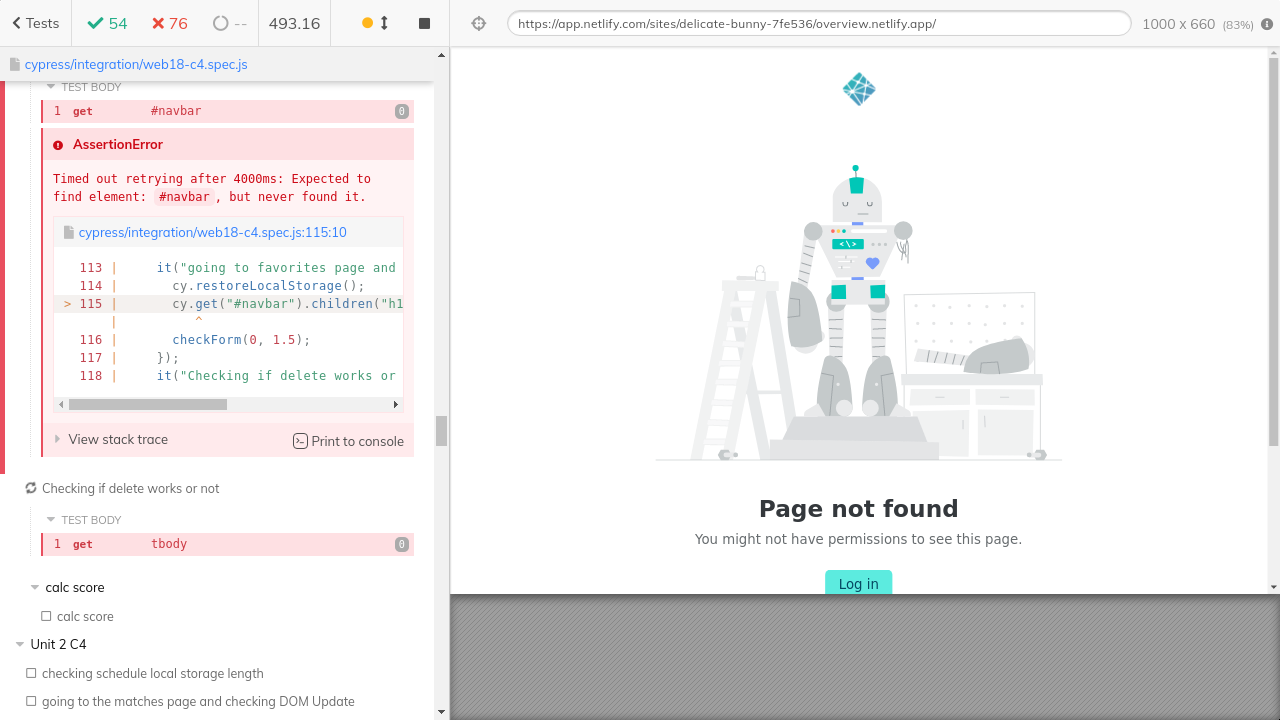 Tests
54
76
--
493.16
https://app.netlify.com/sites/delicate-bunny-7fe536/overview.netlify.app/
1000 x 660 (83%)
cypress/integration/web18-c4.spec.js
TEST BODY
1 get #navbar 0
AssertionError
Timed out retrying after 4000ms: Expected to
find element: #navbar, but never found it.
cypress/integration/web18-c4.spec.js:115:10
113 | it("going to favorites page and
114 | cy.restoreLocalStorage();
> 115 | cy.get("#navbar").children("h1
| ^
116 | checkForm(0, 1.5);
117 | });
118 | it("Checking if delete works or
View stack trace
Print to console
Checking if delete works or not
TEST BODY
1 get tbody 0
calc score
calc score
Unit 2 C4
checking schedule local storage length
going to the matches page and checking DOM Update
</>
Page not found
You might not have permissions to see this page.
Log in